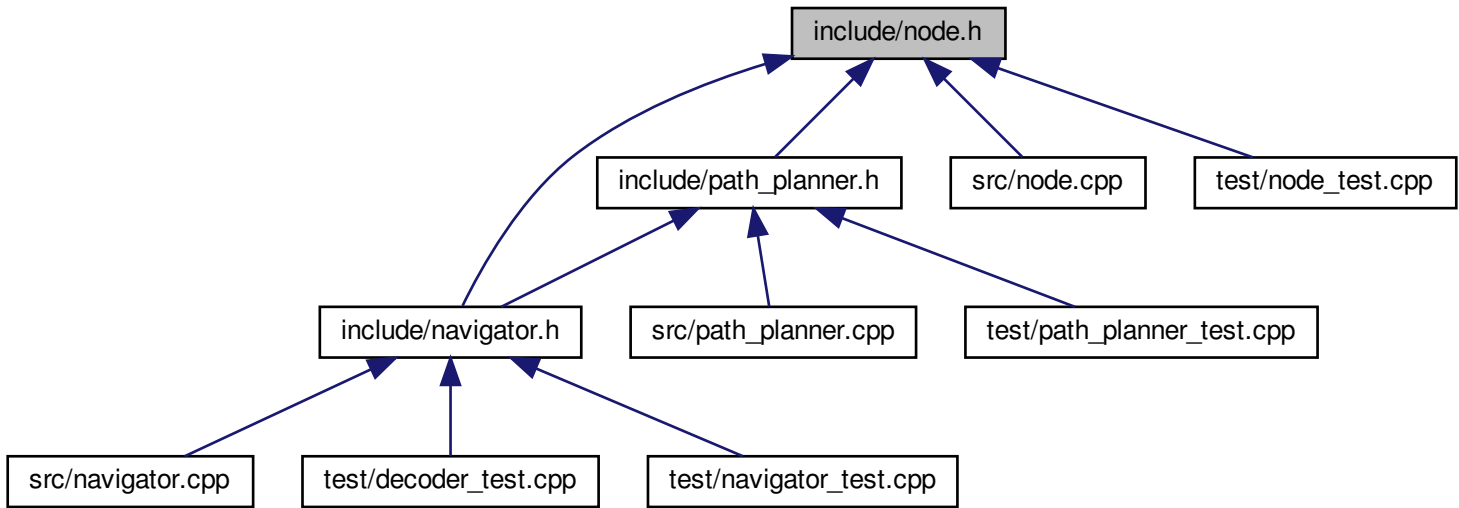 include/node.h
include/path_planner.h
src/node.cpp
test/node_test.cpp
include/navigator.h
src/path_planner.cpp
test/path_planner_test.cpp
src/navigator.cpp
test/decoder_test.cpp
test/navigator_test.cpp